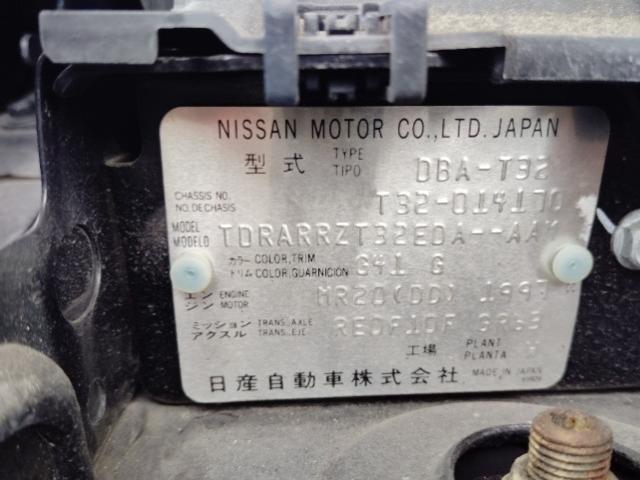 NISSAN MOTOR CO.,LTD. JAPAN
型式 TYPE TIPO DBA-T32
CHASSIS NO. NO. DE CHASIS T32-014170
MODEL MODELO TDRARRZT32EDA--AA
カラー トリム COLOR,TRIM COLOR,GUARNICION G41 G
エンジン ENGINE MOTOR MR20(DD) 1997
ミッション アクスル TRANS.,AXLE TRANS.,EJE RE0F10F GR63
工場 PLANT PLANTA
日産自動車株式会社 MADE IN JAPAN